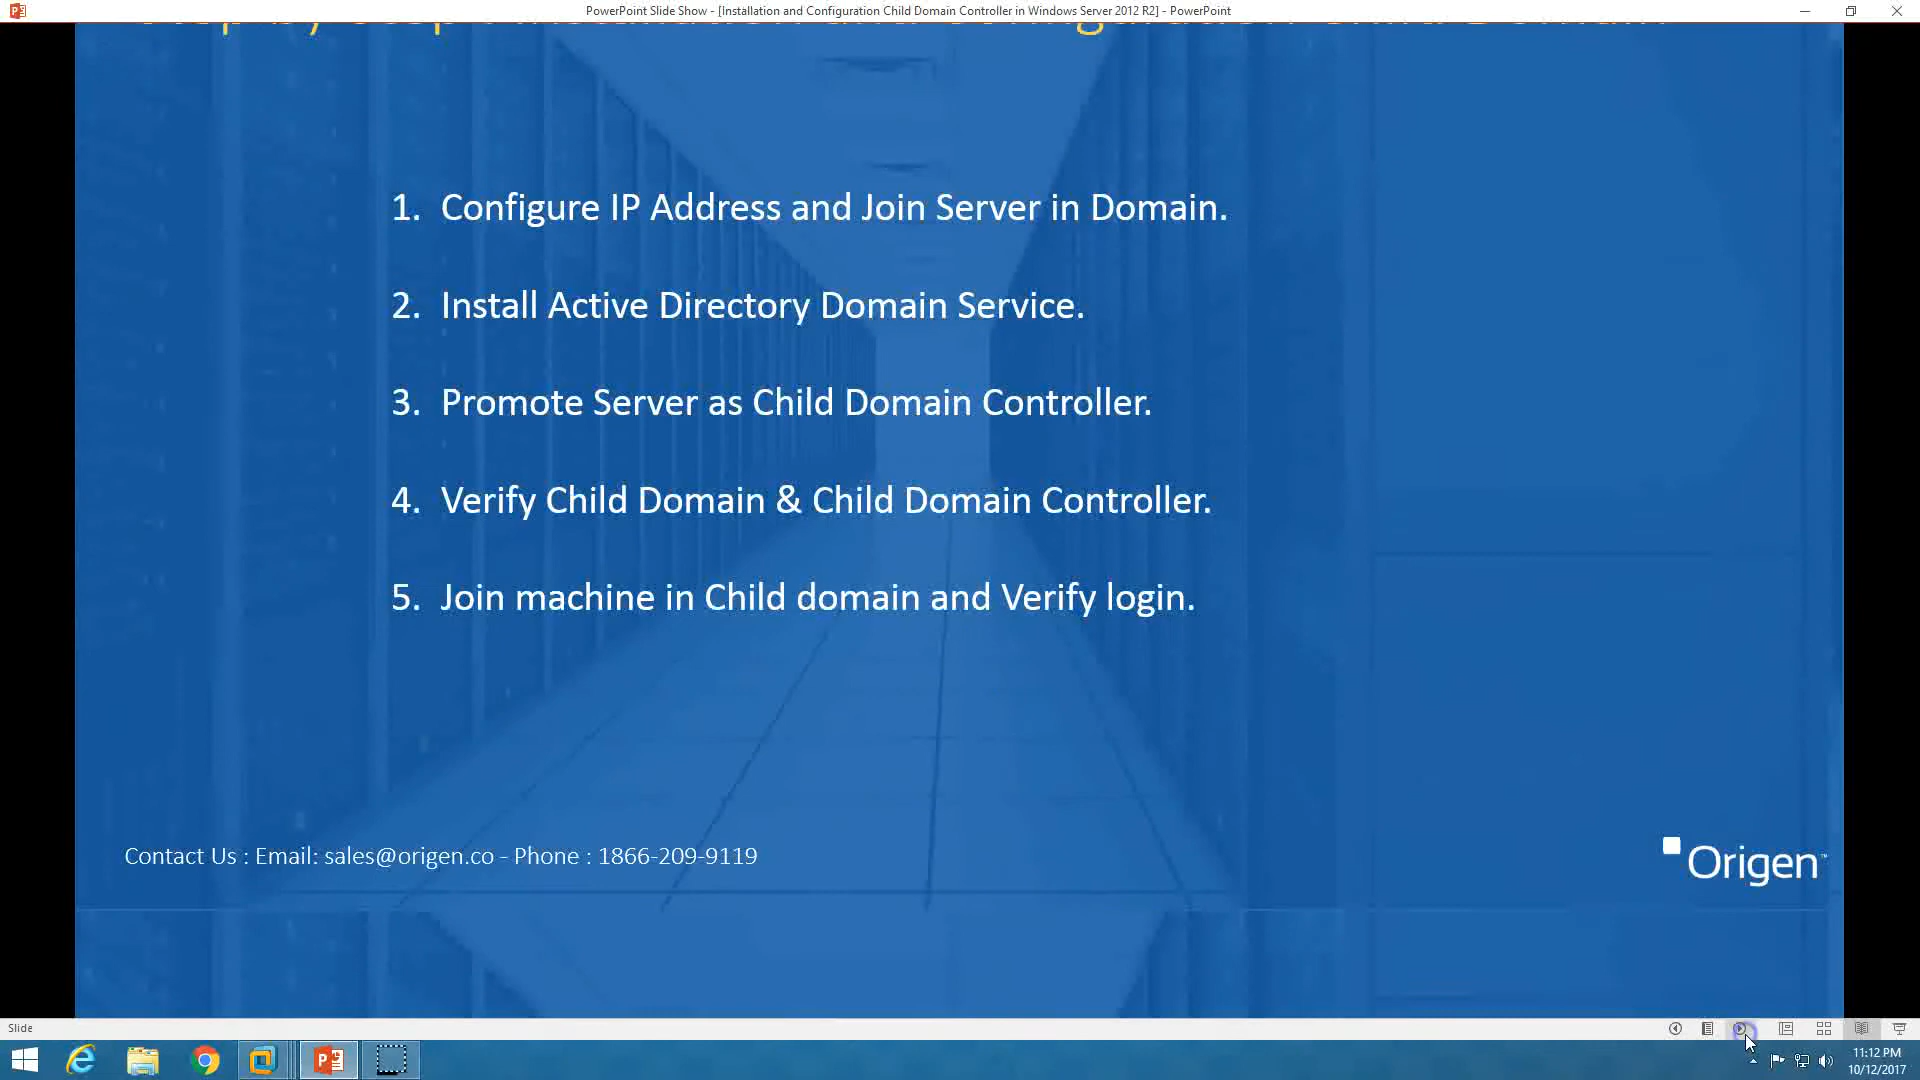 PowerPoint Slide Show - [Installation and Configuration Child Domain Controller in Windows Server 2012 R2] - PowerPoint
1. Configure IP Address and Join Server in Domain.
2. Install Active Directory Domain Service.
3. Promote Server as Child Domain Controller.
4. Verify Child Domain & Child Domain Controller.
5. Join machine in Child domain and Verify login.
Contact Us : Email: sales@origen.co - Phone : 1866-209-9119
Origen™
Slide
11:12 PM
10/12/2017